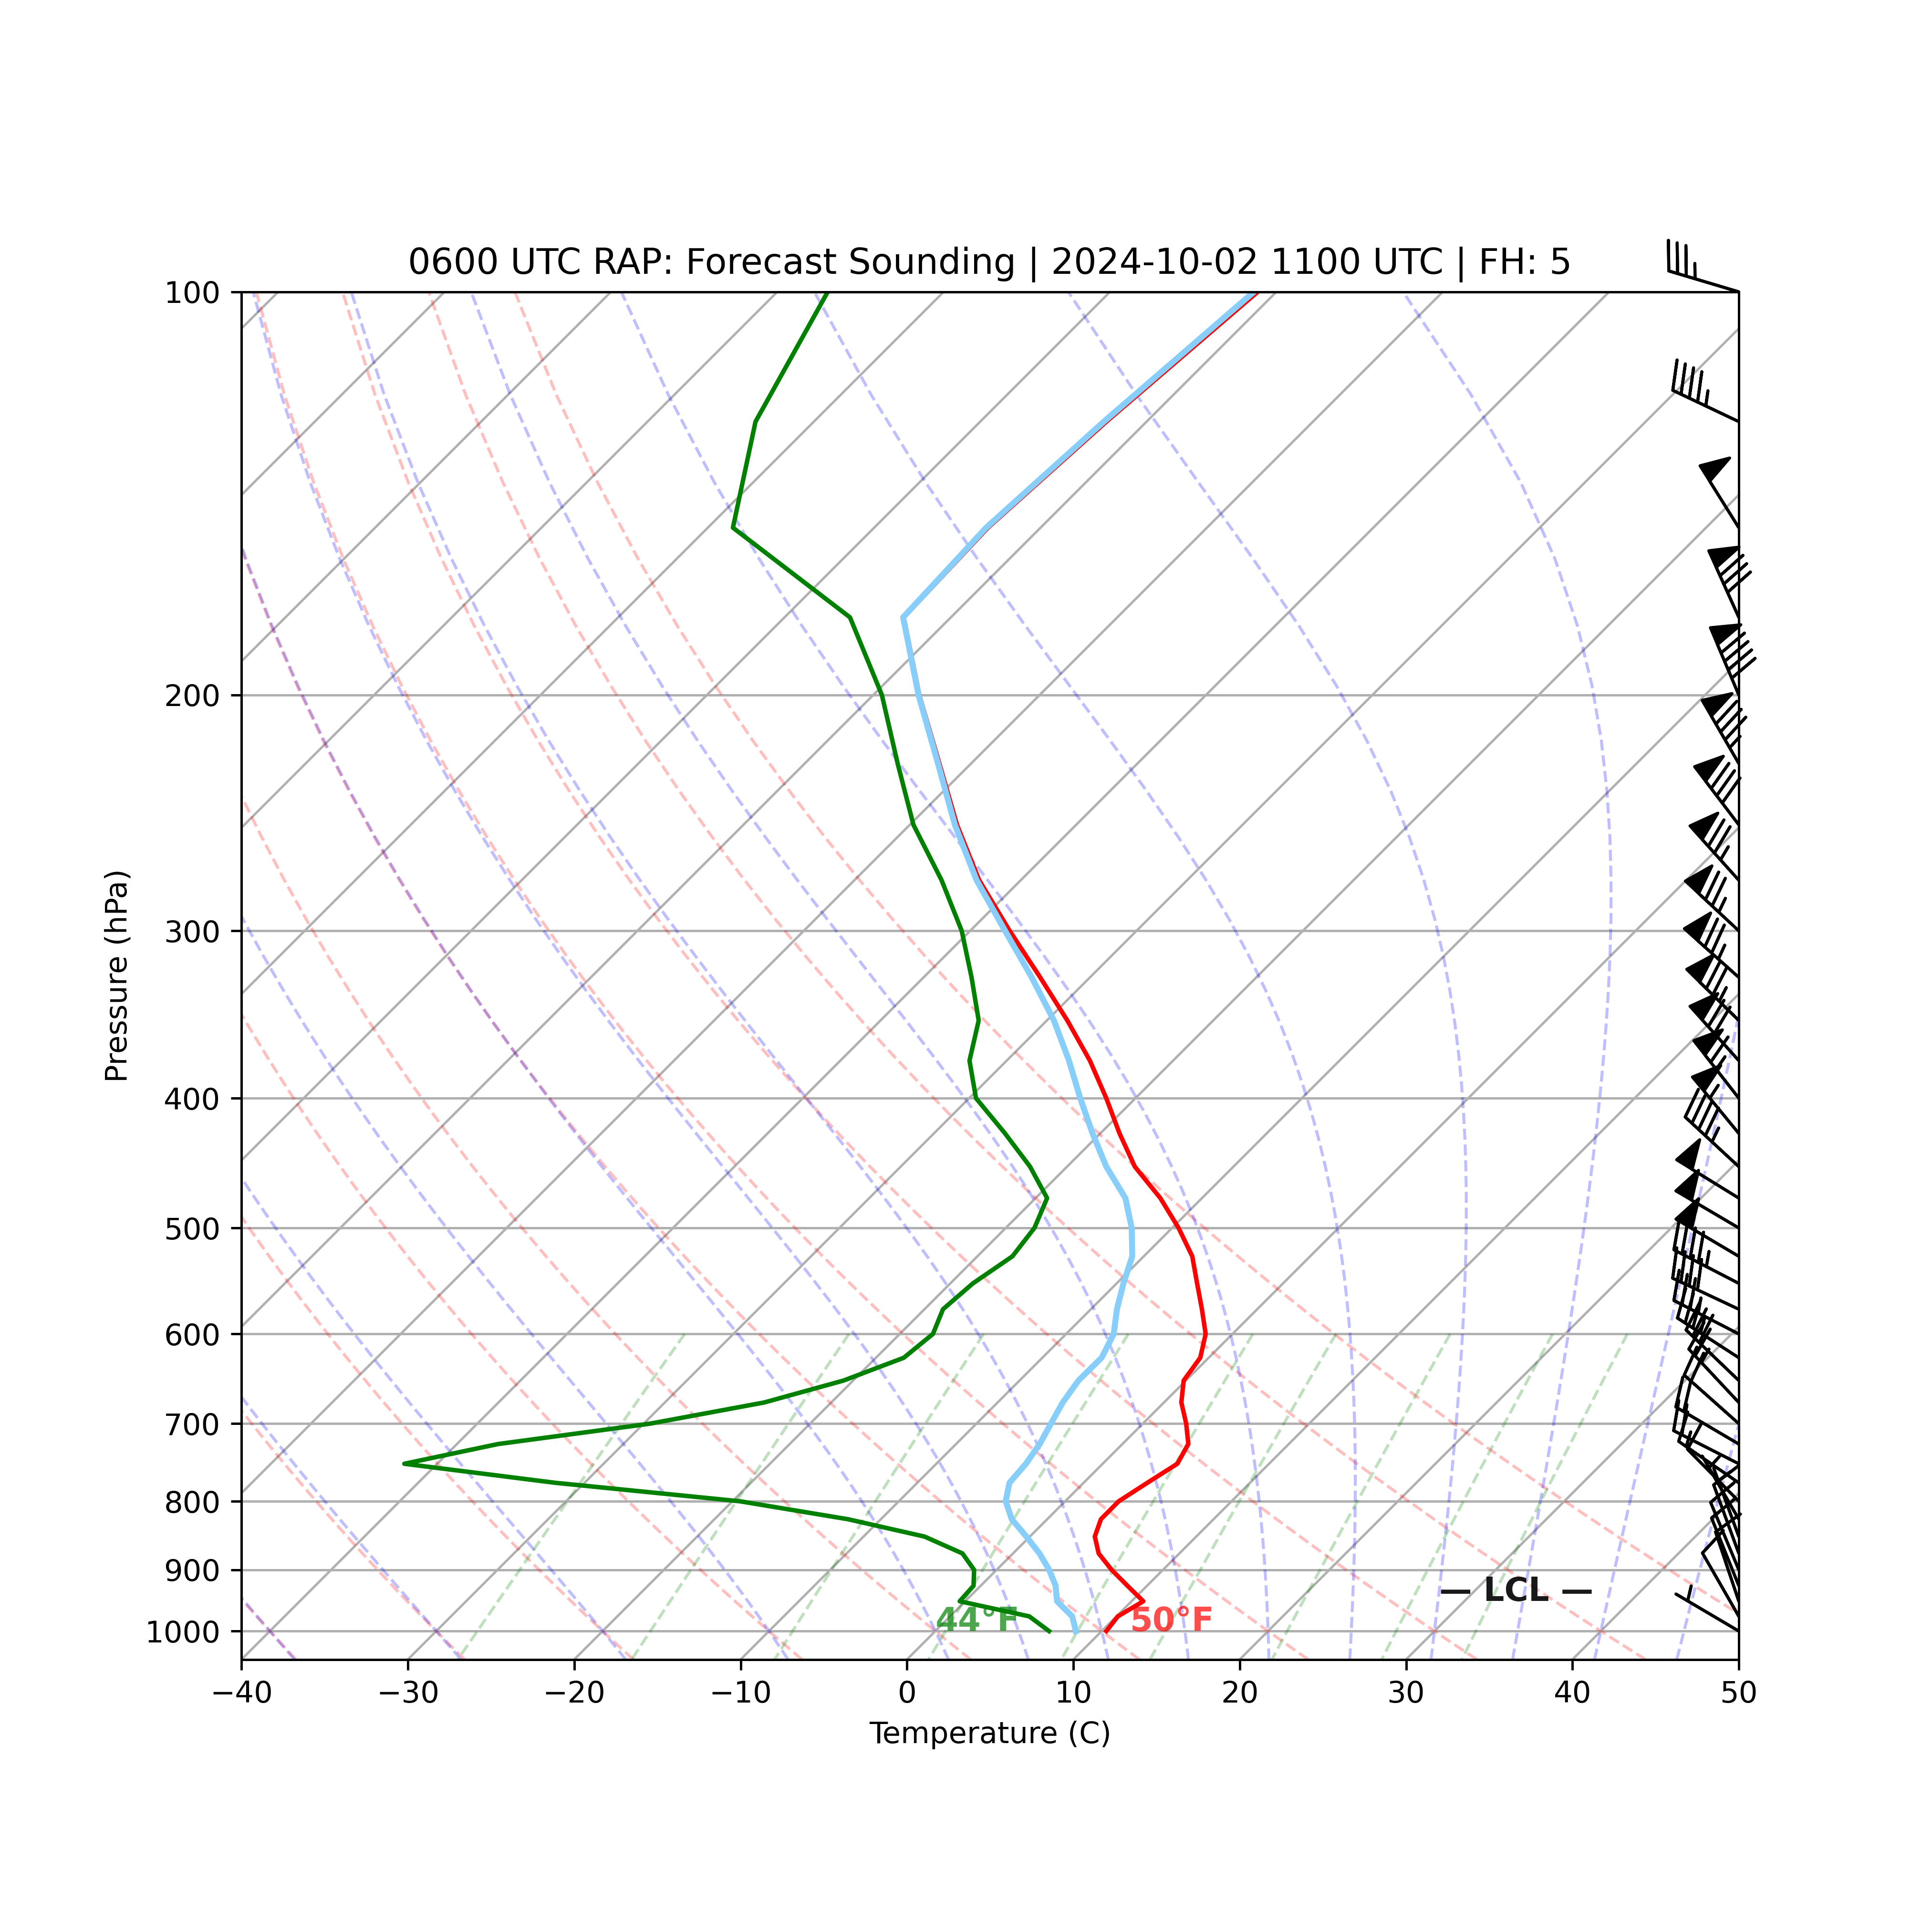 0600 UTC RAP: Forecast Sounding | 2024-10-02 1100 UTC | FH: 5
100
200
300
400
500
600
700
800
900
1000
Pressure (hPa)
— LCL —
44°F
50°F
−40 −30 −20 −10 0 10 20 30 40 50
Temperature (C)